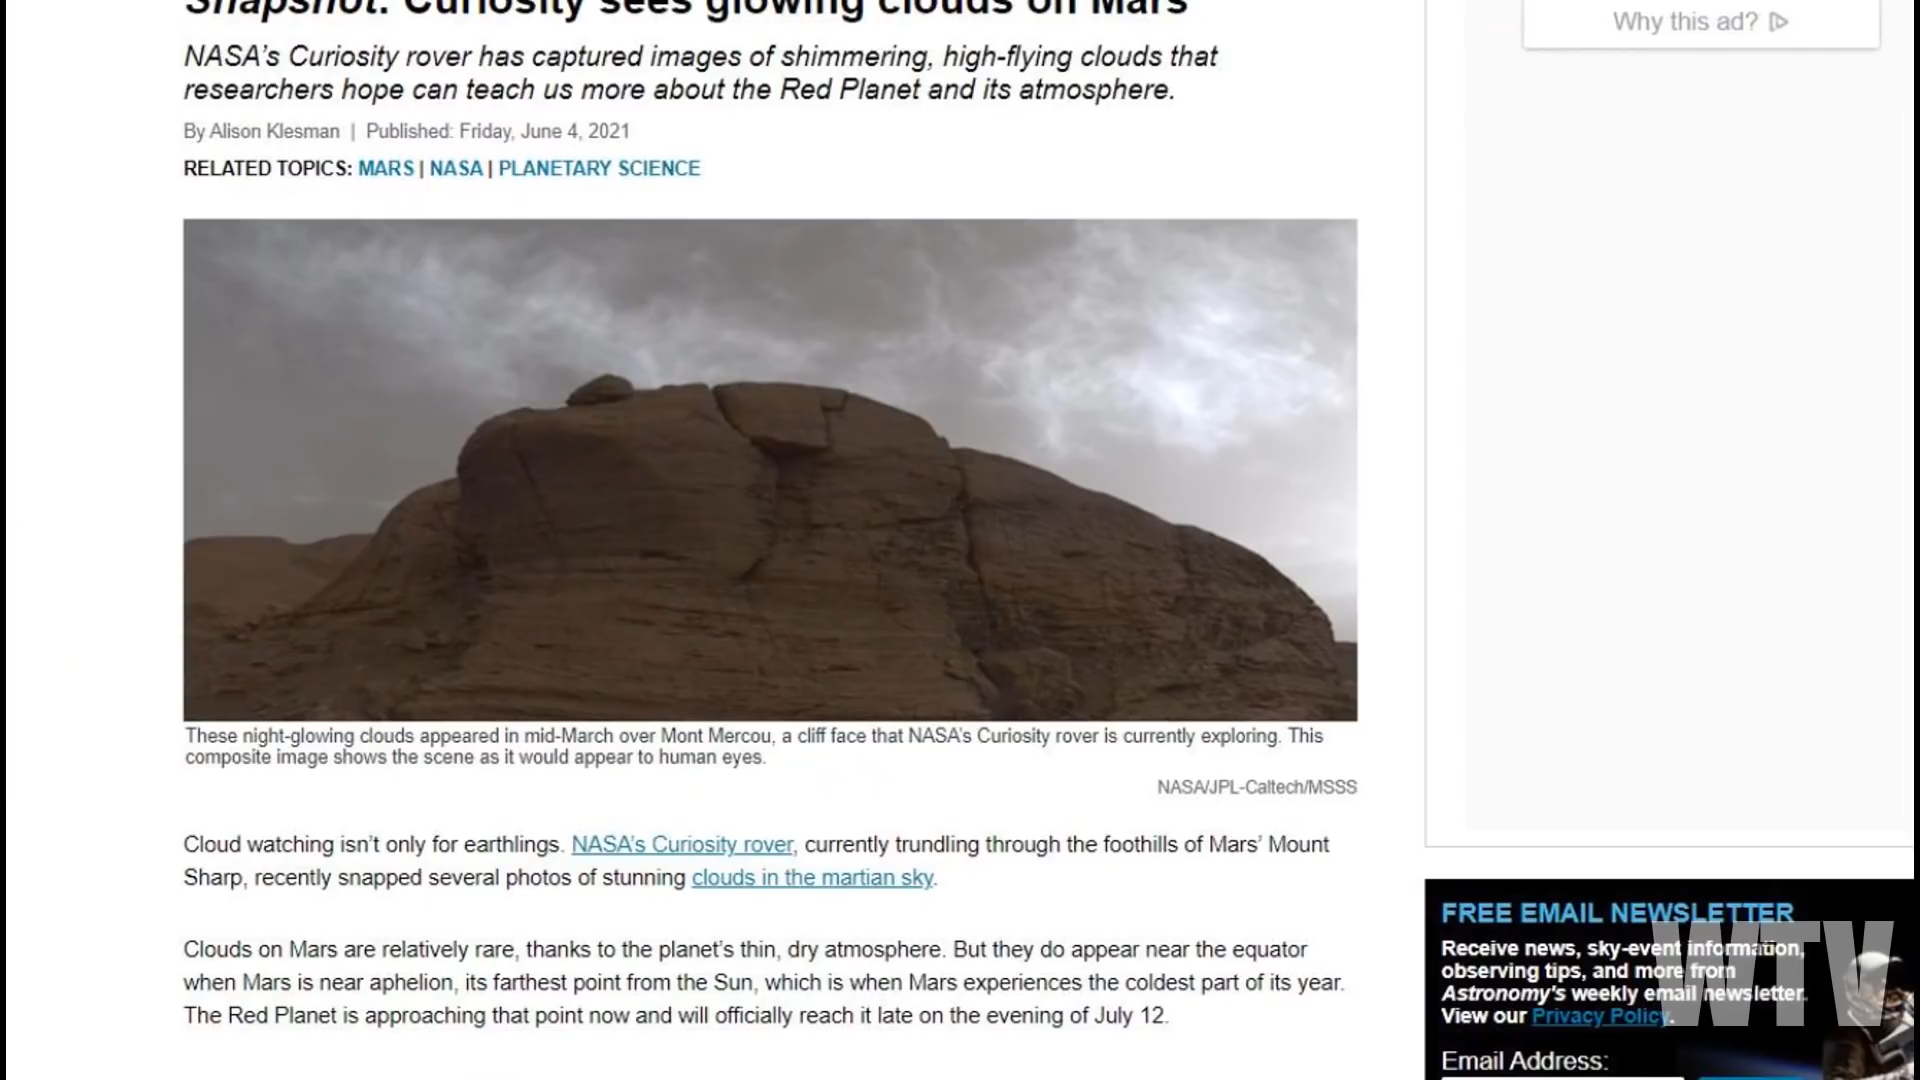 Snapshot: Curiosity sees glowing clouds on Mars
Why this ad?
NASA's Curiosity rover has captured images of shimmering, high-flying clouds that
researchers hope can teach us more about the Red Planet and its atmosphere.
By Alison Klesman | Published: Friday, June 4, 2021
RELATED TOPICS: MARS | NASA | PLANETARY SCIENCE
These night-glowing clouds appeared in mid-March over Mont Mercou, a cliff face that NASA's Curiosity rover is currently exploring. This
composite image shows the scene as it would appear to human eyes.
NASA/JPL-Caltech/MSSS
Cloud watching isn't only for earthlings. NASA's Curiosity rover, currently trundling through the foothills of Mars' Mount
Sharp, recently snapped several photos of stunning clouds in the martian sky.
Clouds on Mars are relatively rare, thanks to the planet's thin, dry atmosphere. But they do appear near the equator
when Mars is near aphelion, its farthest point from the Sun, which is when Mars experiences the coldest part of its year.
The Red Planet is approaching that point now and will officially reach it late on the evening of July 12.
FREE EMAIL NEWSLETTER
Receive news, sky-event information,
observing tips, and more from
Astronomy's weekly email newsletter.
View our Privacy Policy.
Email Address:
WTV